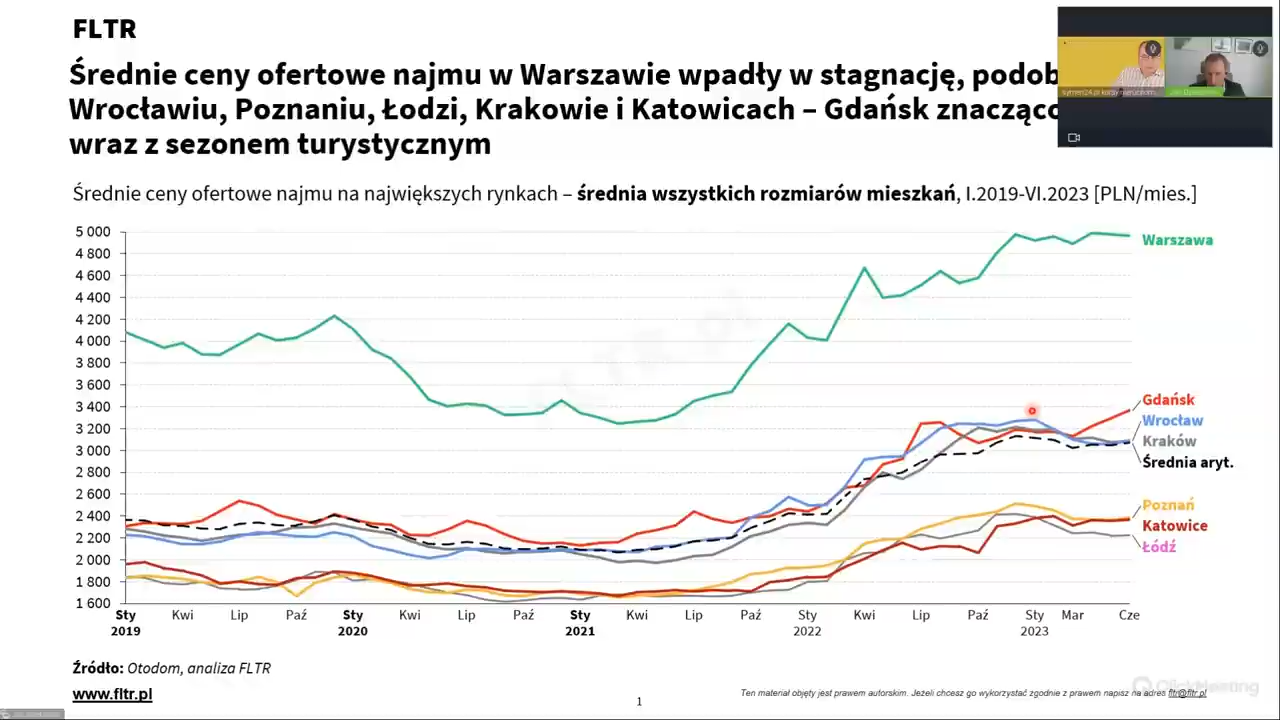 FLTR
Średnie ceny ofertowe najmu w Warszawie wpadły w stagnację,
Wrocławiu, Poznaniu, Łodzi, Krakowie i Katowicach – Gdańsk znacząco
wraz z sezonem turystycznym
Średnie ceny ofertowe najmu na największych rynkach – średnia wszystkich rozmiarów mieszkań, I.2019-VI.2023 [PLN/mies.]
5 000
4 800
4 600
4 400
4 200
4 000
3 800
3 600
3 400
3 200
3 000
2 800
2 600
2 400
2 200
2 000
1 800
1 600
Warszawa
Gdańsk
Wrocław
Kraków
Średnia aryt.
Poznań
Katowice
Łódź
Sty Kwi Lip Paź Sty Kwi Lip Paź Sty Kwi Lip Paź Sty Kwi Lip Paź Sty Mar Cze
2019 2020 2021 2022 2023
FLTR.pl
Źródło: Otodom, analiza FLTR
www.fltr.pl
1
Ten materiał objęty jest prawem autorskim. Jeżeli chcesz go wykorzystać zgodnie z prawem napisz na adres fltr@fltr.pl
ClickMeeting